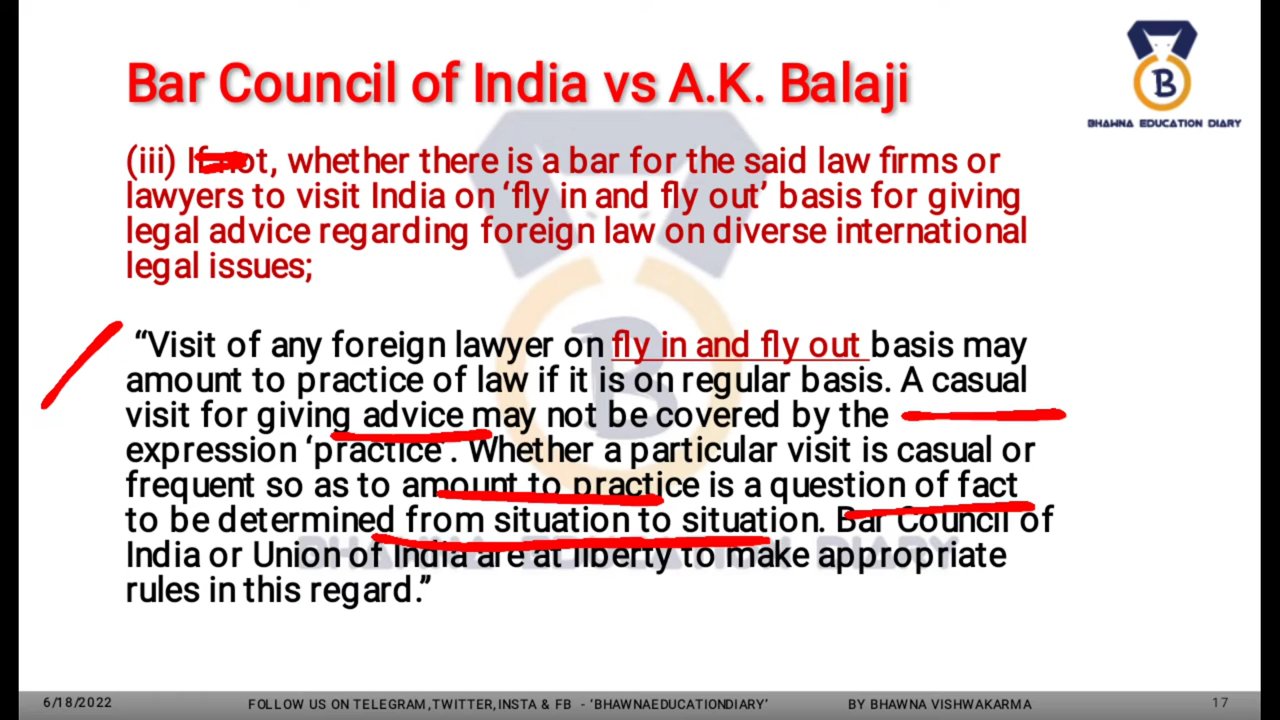 Bar Council of India vs A.K. Balaji
B
BHAWNA EDUCATION DIARY
(iii) If not, whether there is a bar for the said law firms or
lawyers to visit India on ‘fly in and fly out’ basis for giving
legal advice regarding foreign law on diverse international
legal issues;
“Visit of any foreign lawyer on fly in and fly out basis may
amount to practice of law if it is on regular basis. A casual
visit for giving advice may not be covered by the
expression ‘practice’. Whether a particular visit is casual or
frequent so as to amount to practice is a question of fact
to be determined from situation to situation. Bar Council of
India or Union of India are at liberty to make appropriate
rules in this regard.”
B
BHAWNA EDUCATION DIARY
6/18/2022 FOLLOW US ON TELEGRAM,TWITTER,INSTA & FB - ‘BHAWNAEDUCATIONDIARY’ BY BHAWNA VISHWAKARMA 17